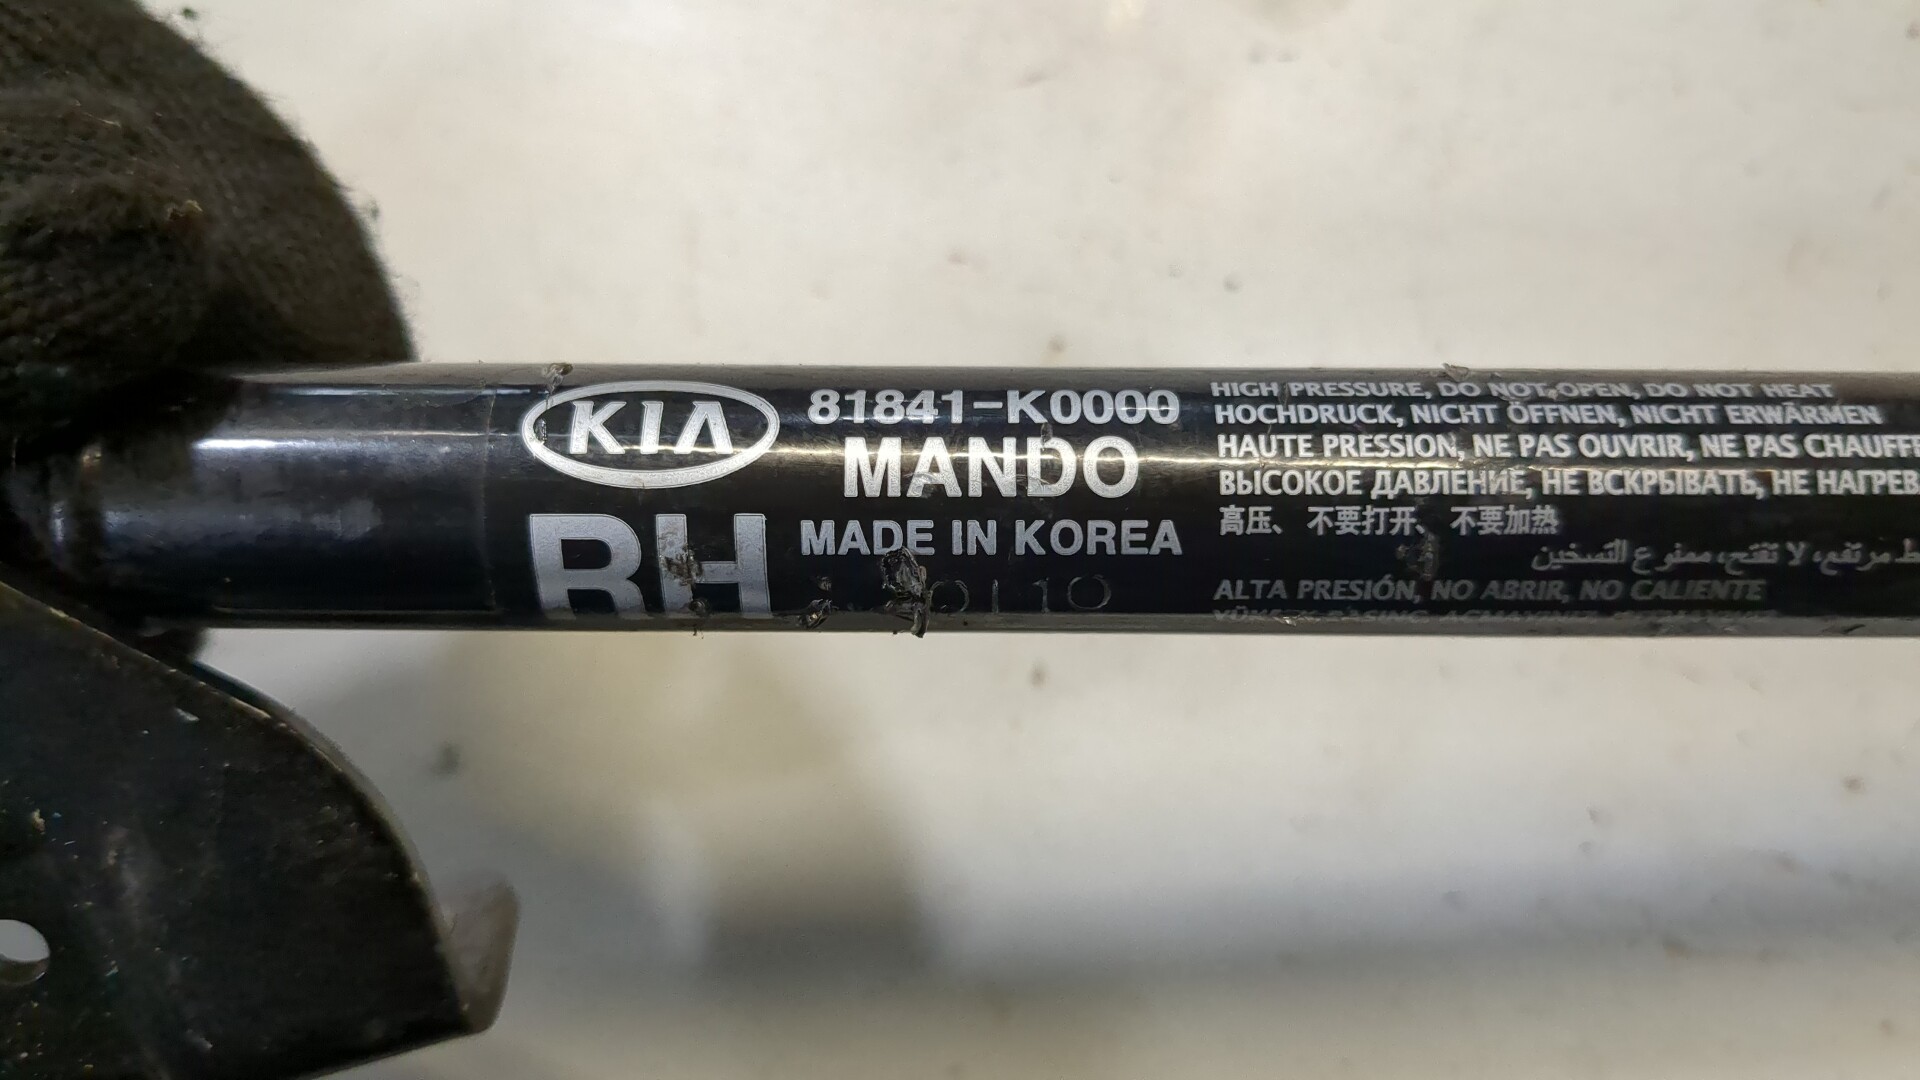 KIA
RH
81841-K0000
MANDO
MADE IN KOREA
HIGH PRESSURE, DO NOT OPEN, DO NOT HEAT
HOCHDRUCK, NICHT ÖFFNEN, NICHT ERWÄRMEN
HAUTE PRESSION, NE PAS OUVRIR, NE PAS CHAUFFE
ВЫСОКОЕ ДАВЛЕНИЕ, НЕ ВСКРЫВАТЬ, НЕ НАГРЕВА
高压、不要打开、不要加热
مرتفع، لا تفتح، ممنوع التسخين
ALTA PRESIÓN, NO ABRIR, NO CALIENTE